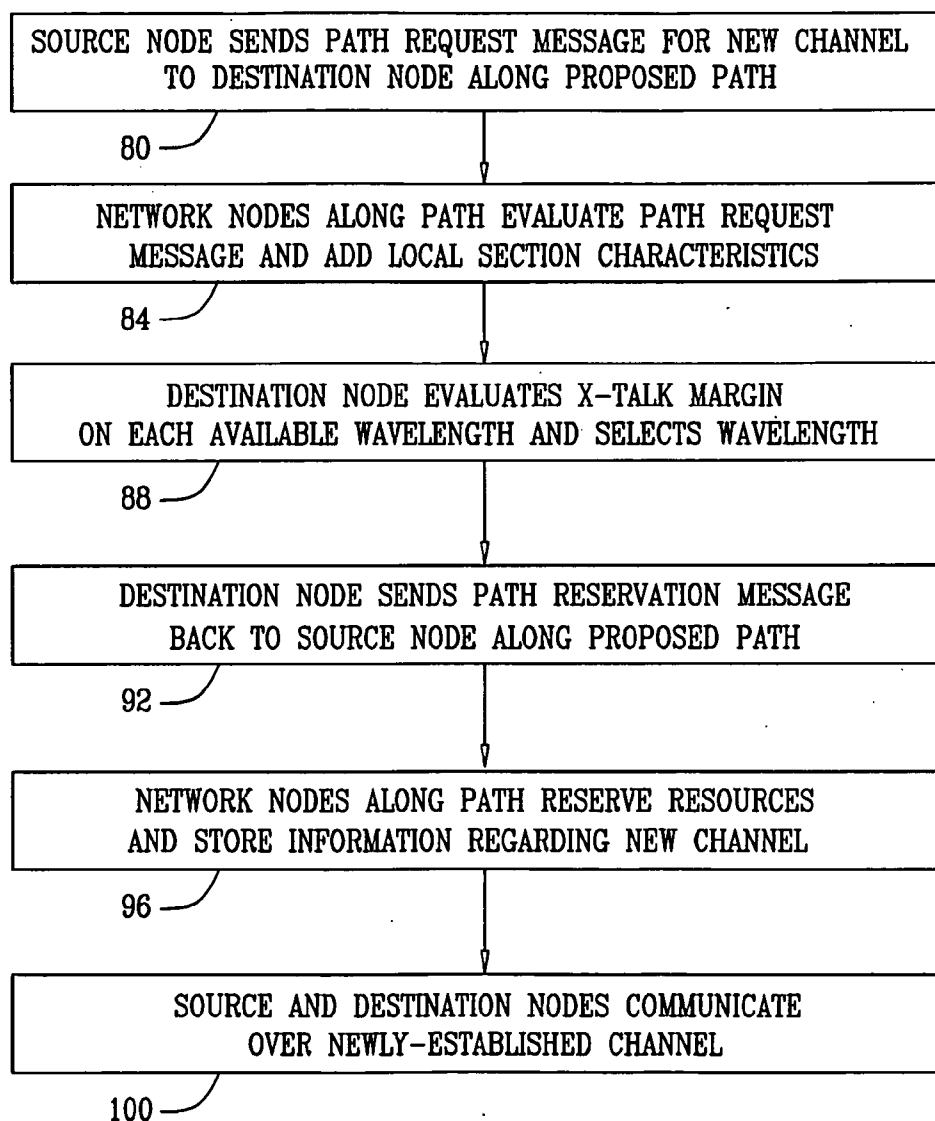 SOURCE NODE SENDS PATH REQUEST MESSAGE FOR NEW CHANNEL
TO DESTINATION NODE ALONG PROPOSED PATH
80
NETWORK NODES ALONG PATH EVALUATE PATH REQUEST
MESSAGE AND ADD LOCAL SECTION CHARACTERISTICS
84
DESTINATION NODE EVALUATES X-TALK MARGIN
ON EACH AVAILABLE WAVELENGTH AND SELECTS WAVELENGTH
88
DESTINATION NODE SENDS PATH RESERVATION MESSAGE
BACK TO SOURCE NODE ALONG PROPOSED PATH
92
NETWORK NODES ALONG PATH RESERVE RESOURCES
AND STORE INFORMATION REGARDING NEW CHANNEL
96
SOURCE AND DESTINATION NODES COMMUNICATE
OVER NEWLY-ESTABLISHED CHANNEL
100